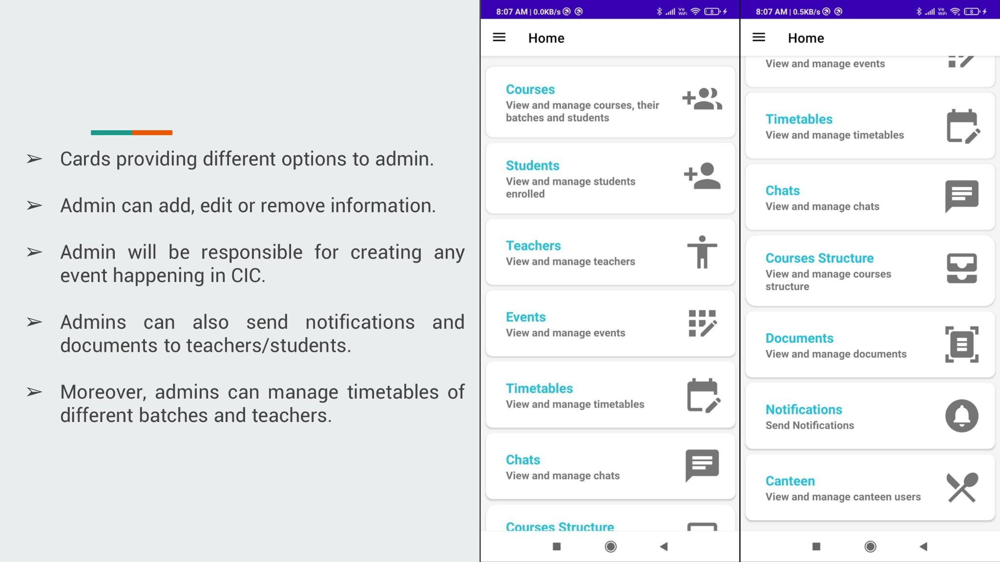 ➢ Cards providing different options to admin.
➢ Admin can add, edit or remove information.
➢ Admin will be responsible for creating any
event happening in CIC.
➢ Admins can also send notifications and
documents to teachers/students.
➢ Moreover, admins can manage timetables of
different batches and teachers.
8:07 AM | 0.0KB/s
Vo
WiFi
8
Home
Courses
View and manage courses, their
batches and students
Students
View and manage students
enrolled
Teachers
View and manage teachers
Events
View and manage events
Timetables
View and manage timetables
Chats
View and manage chats
Courses Structure
8:07 AM | 0.5KB/s
Vo
WiFi
8
Home
View and manage events
Timetables
View and manage timetables
Chats
View and manage chats
Courses Structure
View and manage courses
structure
Documents
View and manage documents
Notifications
Send Notifications
Canteen
View and manage canteen users